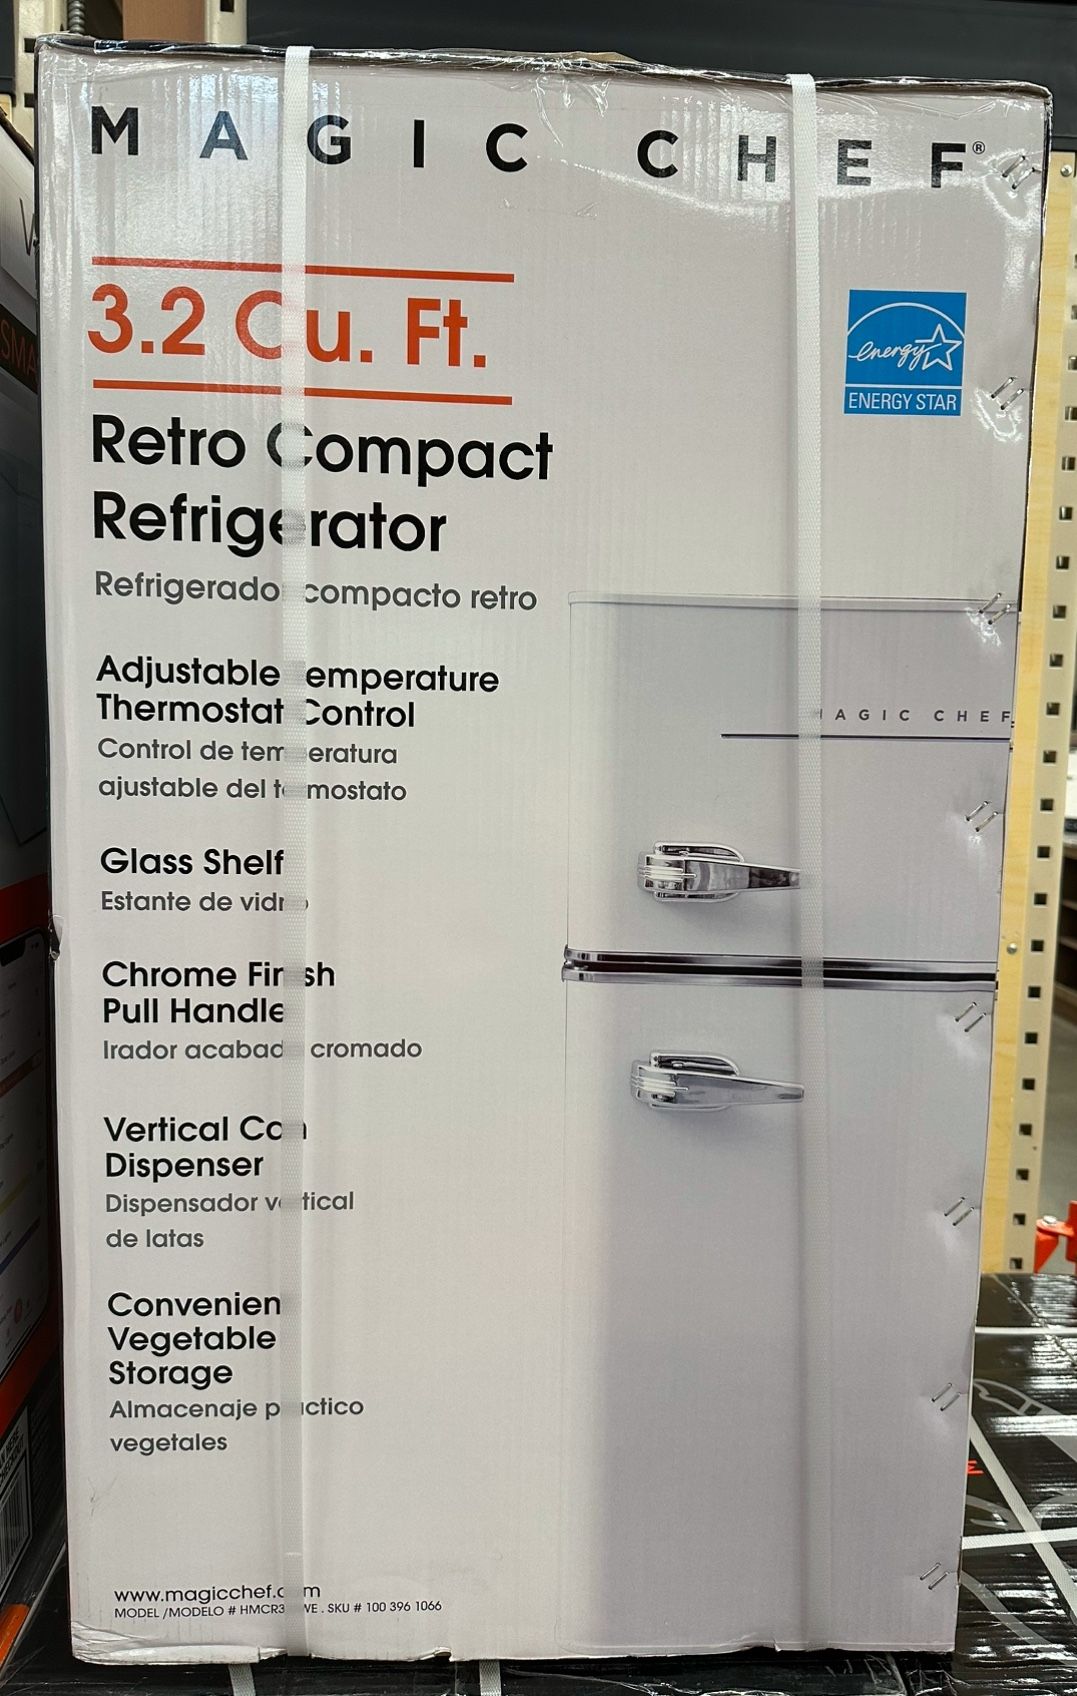 MAGIC CHEF®
3.2 Cu. Ft.
ENERGY STAR
Retro Compact
Refrigerator
Refrigerador compacto retro
Adjustable Temperature
Thermostat Control
Control de temperatura
ajustable del termostato
MAGIC CHEF
Glass Shelf
Estante de vidrio
Chrome Finish
Pull Handle
Irador acabado cromado
Vertical Can
Dispenser
Dispensador vertical
de latas
Convenient
Vegetable
Storage
Almacenaje práctico
vegetales
www.magicchef.com
MODEL /MODELO # . SKU # 100 396 1066